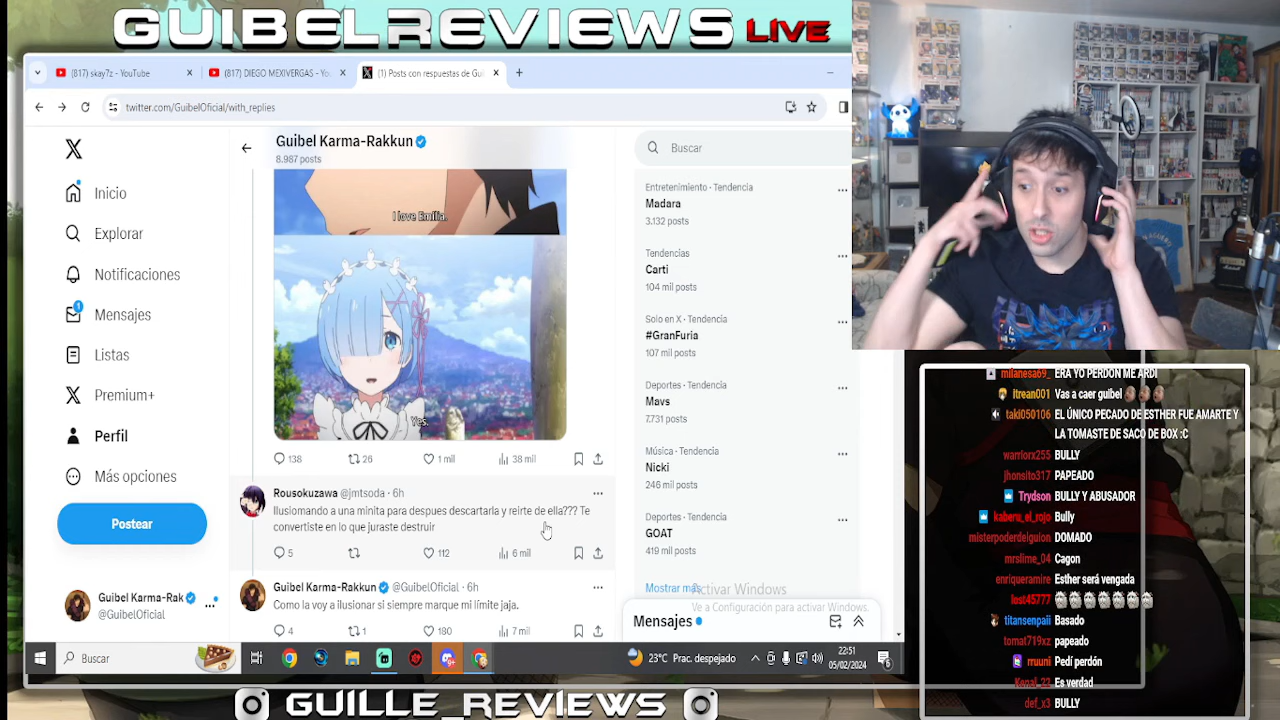 GUIBELREVIEWS LIVE
(817) skay7z - YouTube
(817) DIEGO MEXIVERGAS - Yo
(1) Posts con respuestas de Gui
twitter.com/GuibelOficial/with_replies
Guibel Karma-Rakkun
8.987 posts
Inicio
Explorar
Notificaciones
1
Mensajes
Listas
Premium+
Perfil
Más opciones
Postear
Guibel Karma-Rak
@GuibelOficial
I love Emilia.
Yes.
138
26
1 mil
38 mil
Rousokuzawa @jmtsoda · 6h
Ilusionando a una minita para despues descartarla y reirte de ella??? Te
convertiste en lo que juraste destruir
5
112
6 mil
Guibel Karma-Rakkun @GuibelOficial · 6h
Como la voy a ilusionar si siempre marque mi límite jaja.
4
1
180
7 mil
Buscar
Entretenimiento · Tendencia
Madara
3.132 posts
Tendencias
Carti
104 mil posts
Solo en X · Tendencia
#GranFuria
107 mil posts
Deportes · Tendencia
Mavs
7.731 posts
Música · Tendencia
Nicki
246 mil posts
Deportes · Tendencia
GOAT
419 mil posts
Mostrar más
Activar Windows
Ve a Configuración para activar Windows.
Mensajes
milanesa69_ ERA YO PERDON ME ARDI
itrean001 Vas a caer guibel
taki050106 EL ÚNICO PECADO DE ESTHER FUE AMARTE Y
LA TOMASTE DE SACO DE BOX :C
warriorx255 BULLY
jhonsito317 PAPEADO
Trydson BULLY Y ABUSADOR
kaberu_el_rojo Bully
misterpoderdelguion DOMADO
mrslime_04 Cagon
enriqueramire Esther será vengada
lost45777
titansenpaii Basado
tomat719xz papeado
rruuni Pedí perdón
Kenai_22 Es verdad
def_x3 BULLY
Buscar
23°C Prac. despejado
22:51
05/02/2024
6
GUILLE_REVIEWS